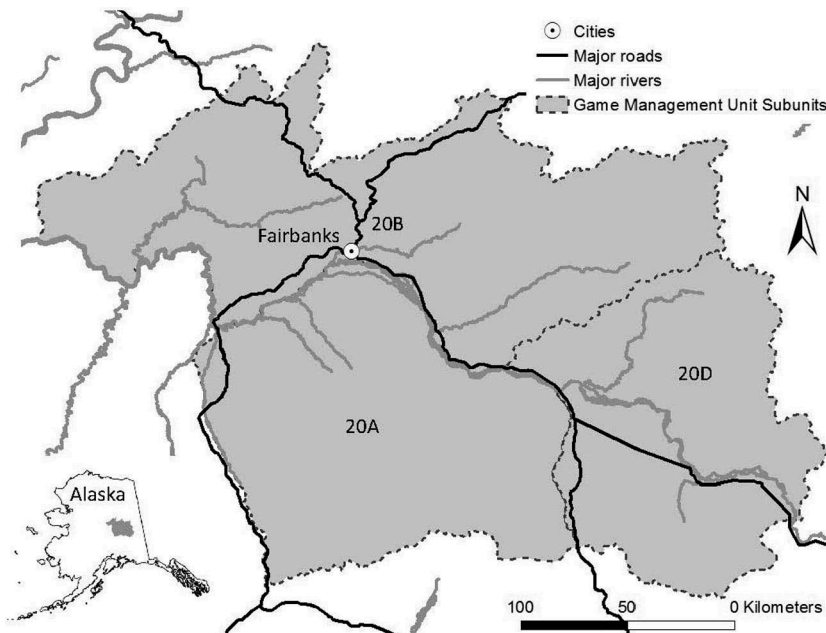 Cities
Major roads
Major rivers
Game Management Unit Subunits
N
20B
Fairbanks
20D
20A
Alaska
100 50 0 Kilometers